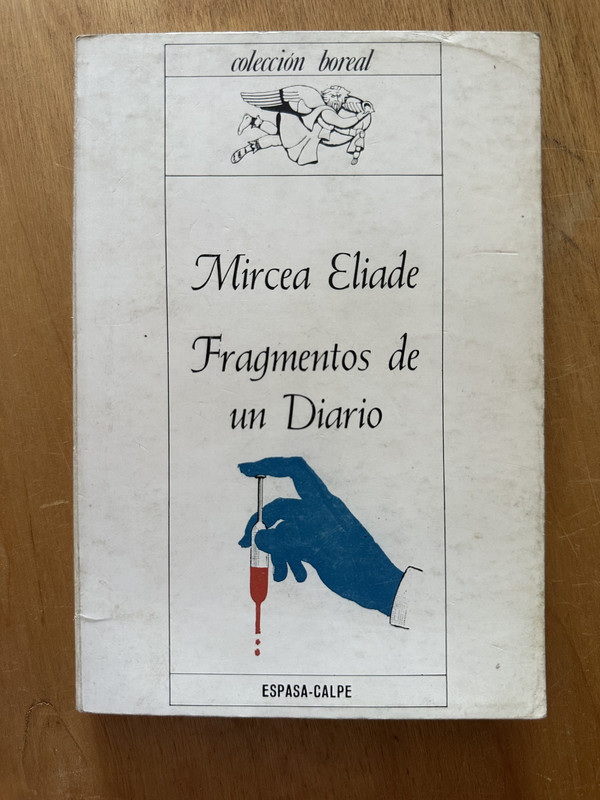 colección boreal
Mircea Eliade
Fragmentos de
un Diario
ESPASA-CALPE